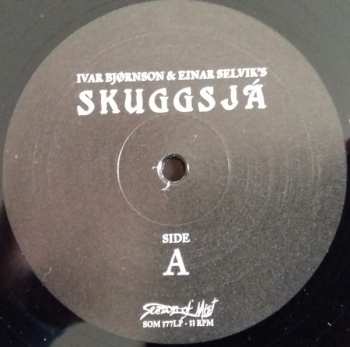 IVAR BJØRNSON & EINAR SELVIK'S
SKUGGSJÁ
SIDE
A
Season of Mist
SOM 377LP - 33 RPM